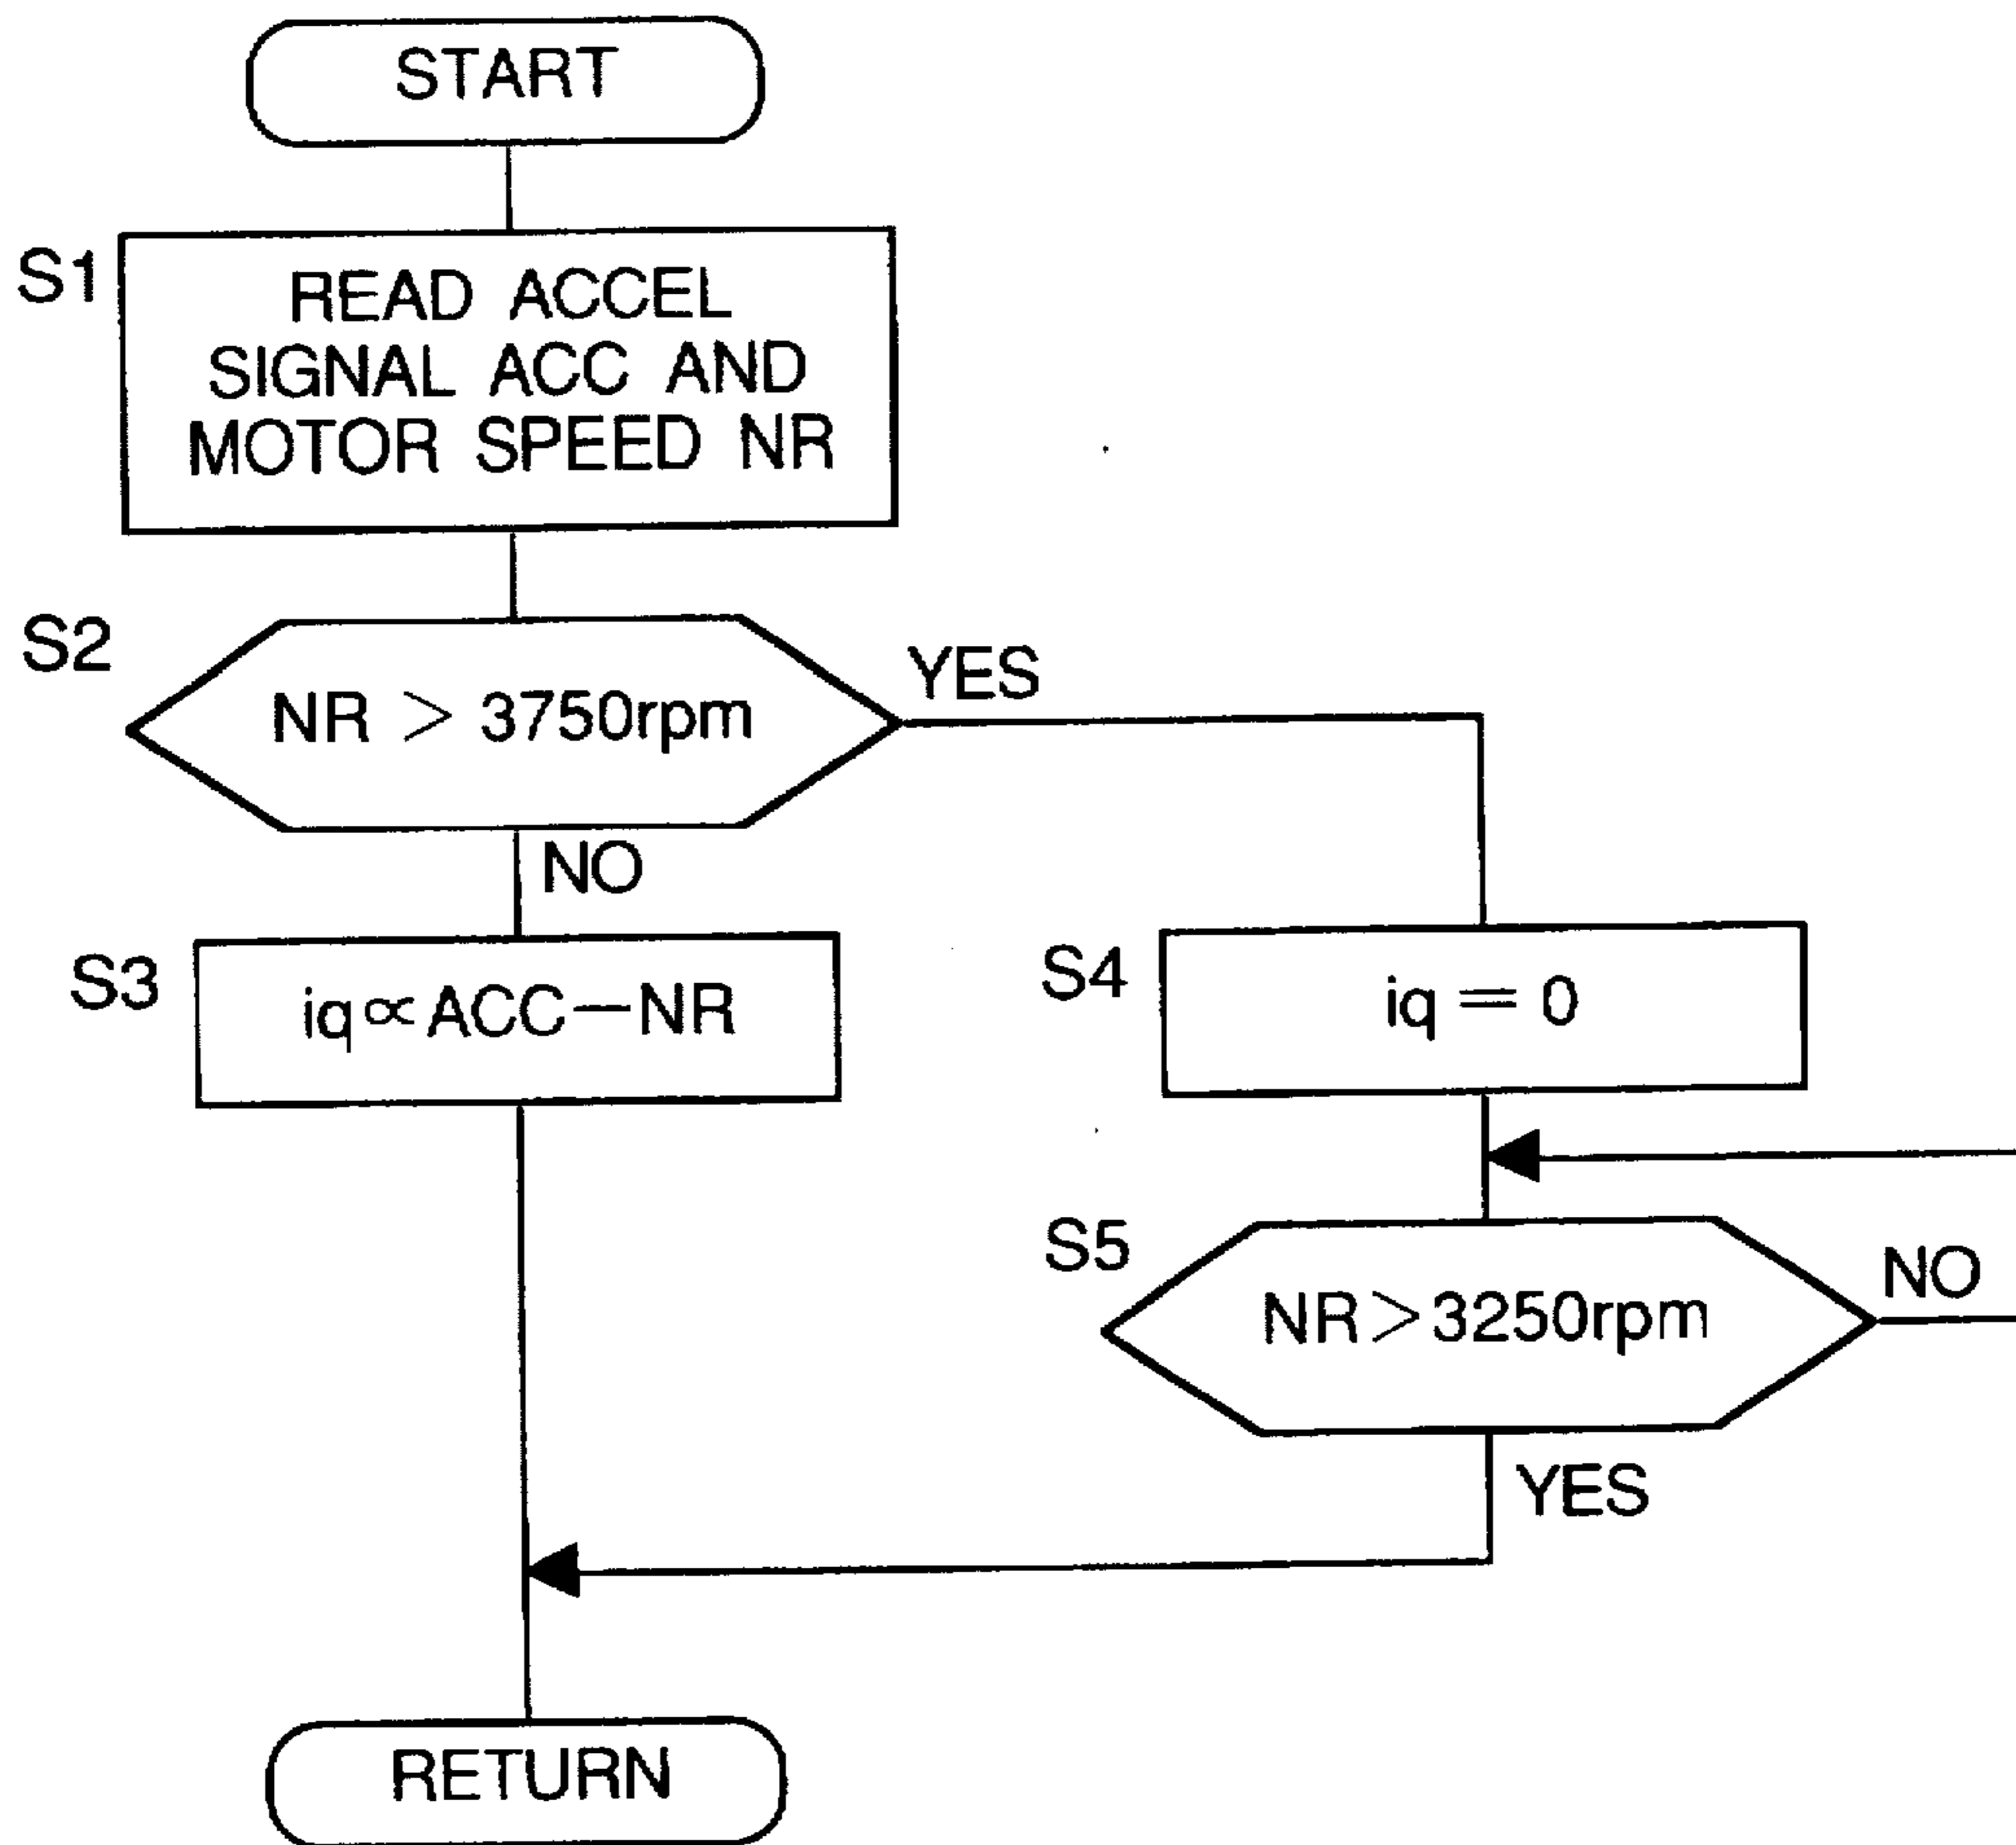 START
S1
READ ACCEL
SIGNAL ACC AND
MOTOR SPEED NR
S2
NR > 3750rpm
YES
NO
S3
iq∝ACC−NR
S4
iq = 0
S5
NR>3250rpm
NO
YES
RETURN